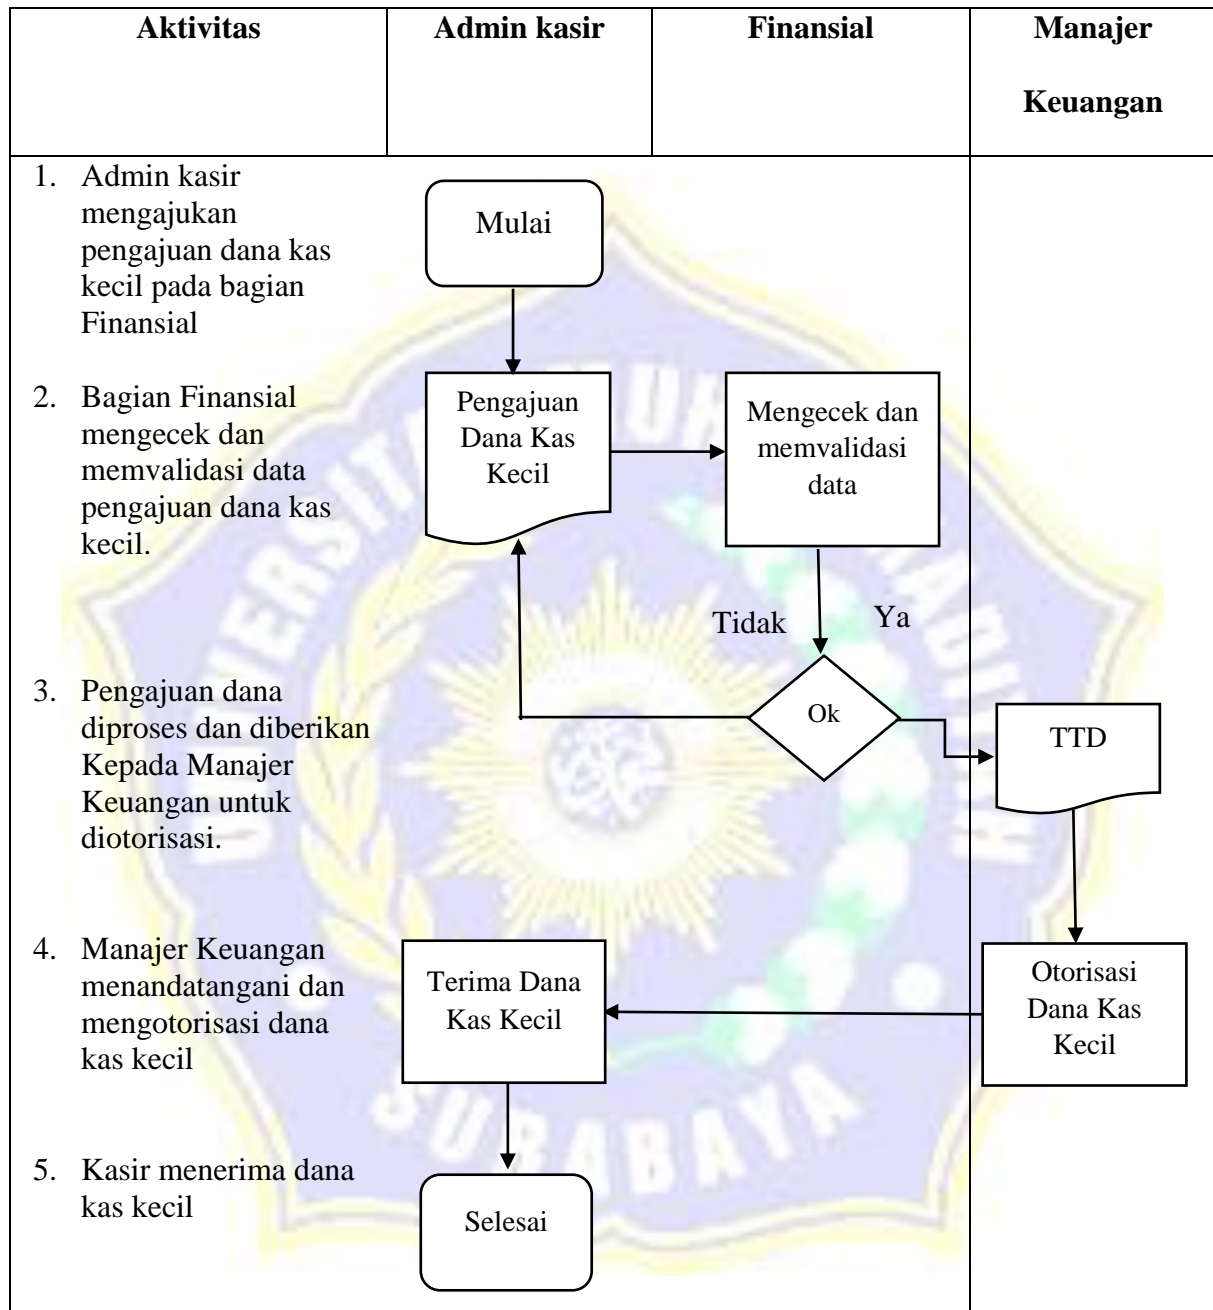 Aktivitas
Admin kasir
Finansial
Manajer
Keuangan
1. Admin kasir
mengajukan
pengajuan dana kas
kecil pada bagian
Finansial
Mulai
2. Bagian Finansial
mengecek dan
memvalidasi data
pengajuan dana kas
kecil.
Pengajuan
Dana Kas
Kecil
Mengecek dan
memvalidasi
data
Tidak
Ya
3. Pengajuan dana
diproses dan diberikan
Kepada Manajer
Keuangan untuk
diotorisasi.
Ok
TTD
4. Manajer Keuangan
menandatangani dan
mengotorisasi dana
kas kecil
Terima Dana
Kas Kecil
Otorisasi
Dana Kas
Kecil
5. Kasir menerima dana
kas kecil
Selesai
SURABAYA